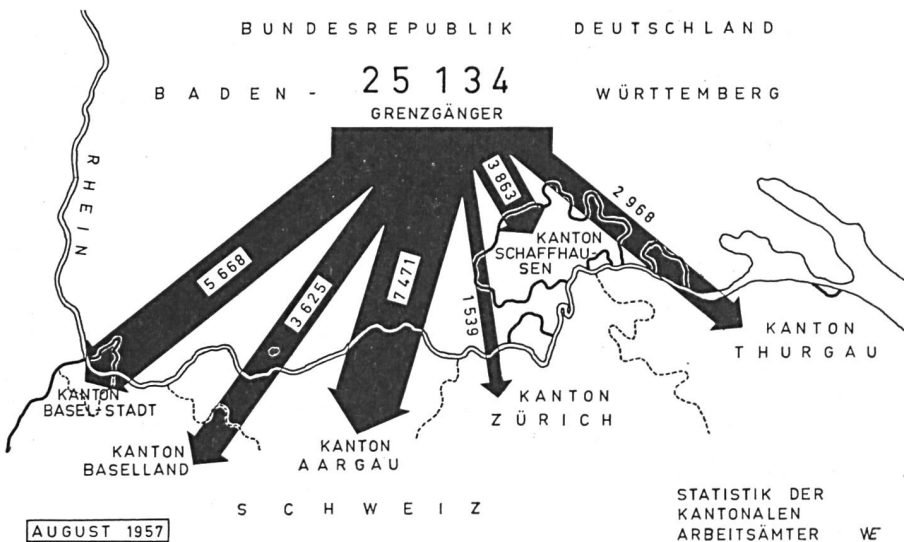 BUNDESREPUBLIK DEUTSCHLAND
25 134
BADEN- WÜRTTEMBERG
GRENZGÄNGER
RHEIN
5 668
3 625
7 471
1 539
3 863
2 968
KANTON
SCHAFFHAU-
SEN
KANTON
THURGAU
KANTON
BASEL-STADT
KANTON
ZÜRICH
KANTON
BASELLAND
KANTON
AARGAU
SCHWEIZ
AUGUST 1957
STATISTIK DER
KANTONALEN
ARBEITSÄMTER WE